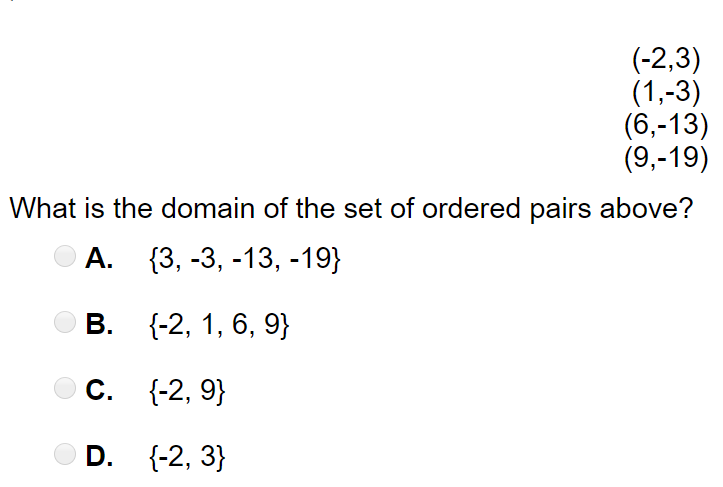 (-2,3)
(1,-3)
(6,-13)
(9,-19)
What is the domain of the set of ordered pairs above?
A. {3, -3, -13, -19}
B. {-2, 1, 6, 9}
C. {-2, 9}
D. {-2, 3}